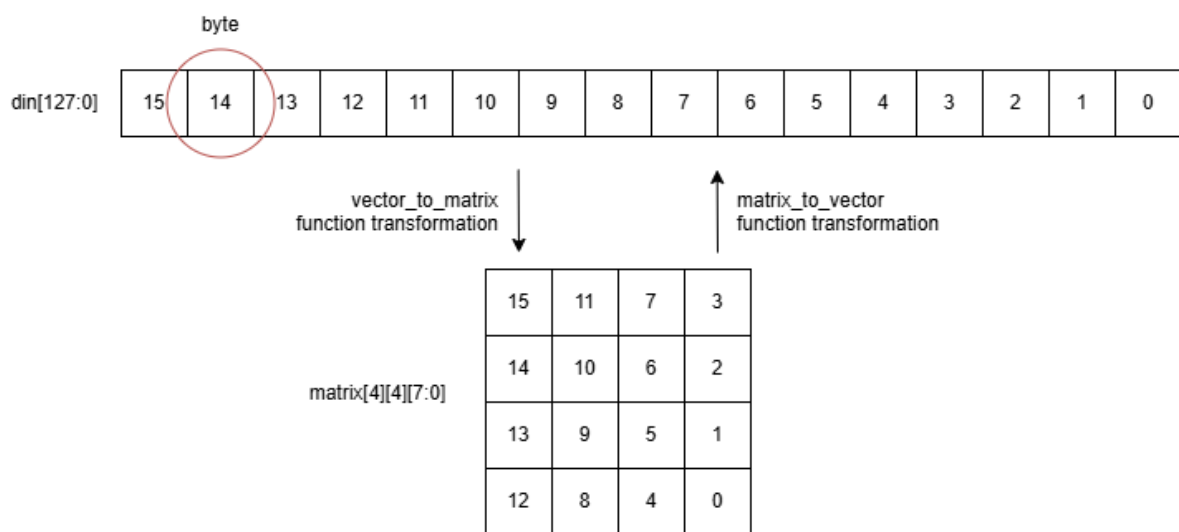 byte
din[127:0] 15 14 13 12 11 10 9 8 7 6 5 4 3 2 1 0
vector_to_matrix
function transformation
matrix_to_vector
function transformation
15 11 7 3
14 10 6 2
matrix[4][4][7:0]
13 9 5 1
12 8 4 0